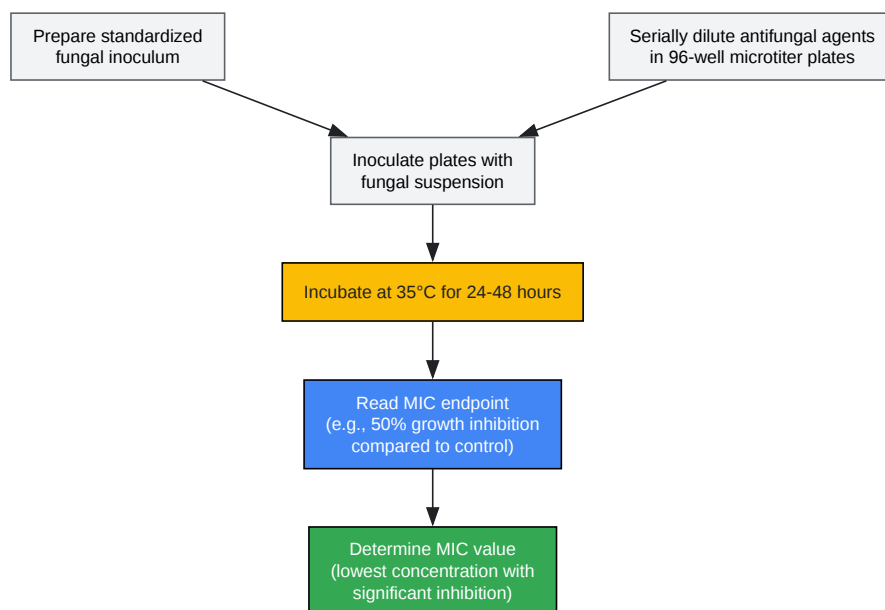 Prepare standardized
fungal inoculum
Serially dilute antifungal agents
in 96-well microtiter plates
Inoculate plates with
fungal suspension
Incubate at 35°C for 24-48 hours
Read MIC endpoint
(e.g., 50% growth inhibition
compared to control)
Determine MIC value
(lowest concentration with
significant inhibition)